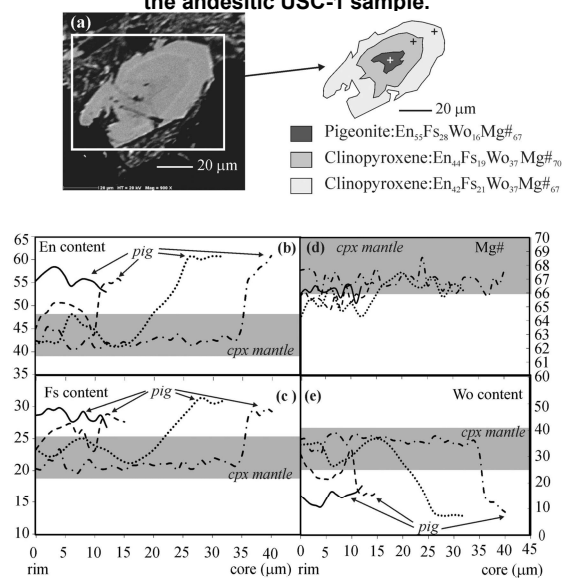 the andesitic USC-1 sample.
(a)
20 µm
20 µm
Pigeonite:En55Fs28Wo16Mg#67
Clinopyroxene:En44Fs19Wo37Mg#70
Clinopyroxene:En42Fs21Wo37Mg#67
65
60
55
50
45
40
35
En content
pig
(b)
cpx mantle
(d)
cpx mantle
Mg#
70
69
68
67
66
65
64
63
62
61
60
30
25
20
15
10
Fs content
pig
(c)
cpx mantle
(e)
Wo content
cpx mantle
pig
50
40
30
20
10
0
0 5 10 15 20 25 30 35 40
rim core (µm)
0 5 10 15 20 25 30 35 40 45
rim core (µm)